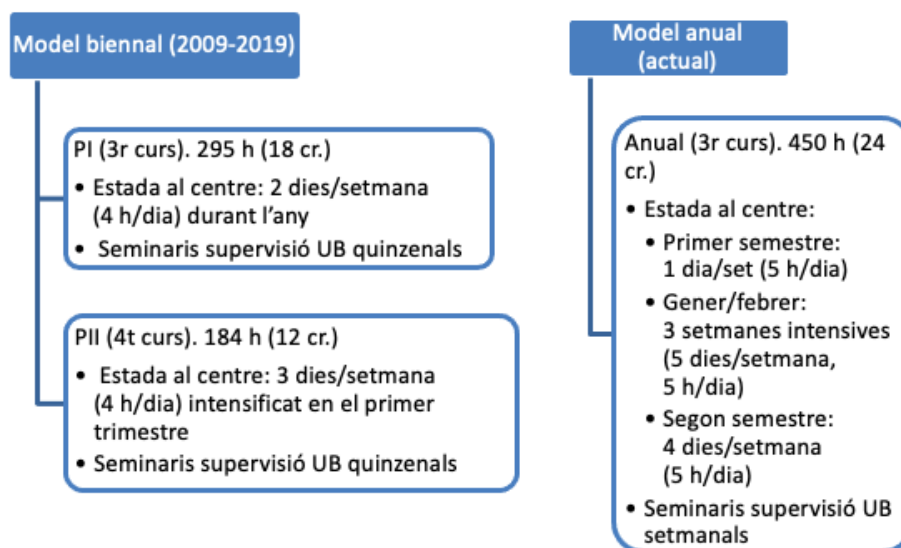 Model biennal (2009-2019)
PI (3r curs). 295 h (18 cr.)
• Estada al centre: 2 dies/setmana
(4 h/dia) durant l’any
• Seminaris supervisió UB quinzenals
PII (4t curs). 184 h (12 cr.)
• Estada al centre: 3 dies/setmana
(4 h/dia) intensificat en el primer
trimestre
• Seminaris supervisió UB quinzenals
Model anual
(actual)
Anual (3r curs). 450 h (24
cr.)
• Estada al centre:
• Primer semestre:
1 dia/set (5 h/dia)
• Gener/febrer:
3 setmanes intensives
(5 dies/setmana,
5 h/dia)
• Segon semestre:
4 dies/setmana
(5 h/dia)
• Seminaris supervisió UB
setmanals